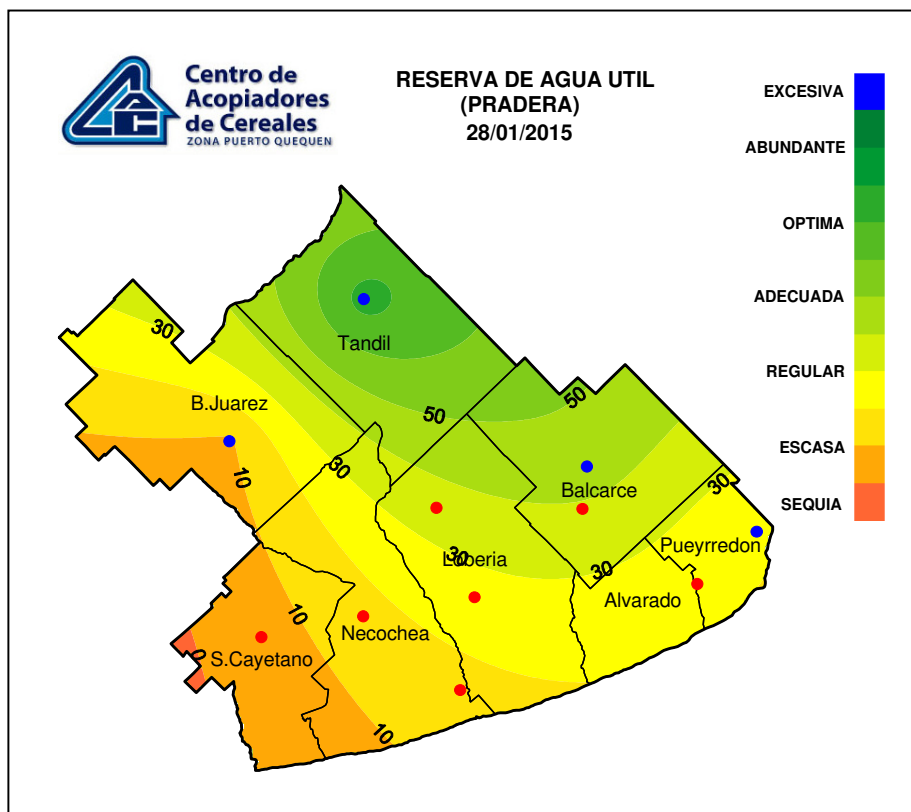 Centro de
Acopiadores
de Cereales
ZONA PUERTO QUEQUEN
CAC
RESERVA DE AGUA UTIL
(PRADERA)
28/01/2015
EXCESIVA
ABUNDANTE
OPTIMA
ADECUADA
REGULAR
ESCASA
SEQUIA
30
Tandil
B.Juarez
50
50
30
10
30
Balcarce
Pueyrredon
Loberia
30
30
Alvarado
10
Necochea
0
S.Cayetano
10